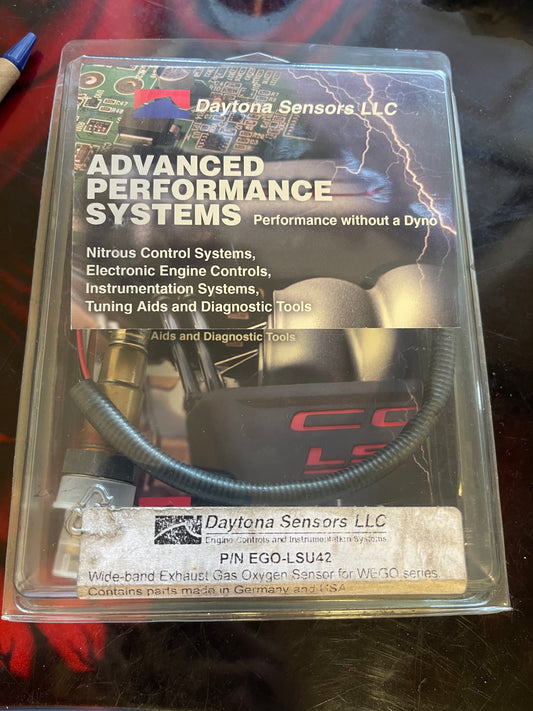 Daytona Sensors LLC
ADVANCED
PERFORMANCE
SYSTEMS Performance without a Dyno
Nitrous Control Systems,
Electronic Engine Controls,
Instrumentation Systems,
Tuning Aids and Diagnostic Tools
Aids and Diagnostic Tools
CO
LS
Daytona Sensors LLC
Engine Controls and Instrumentation Systems
P/N EGO-LSU42
Wide-band Exhaust Gas Oxygen Sensor for WEGO series
Contains parts made in Germany and USA